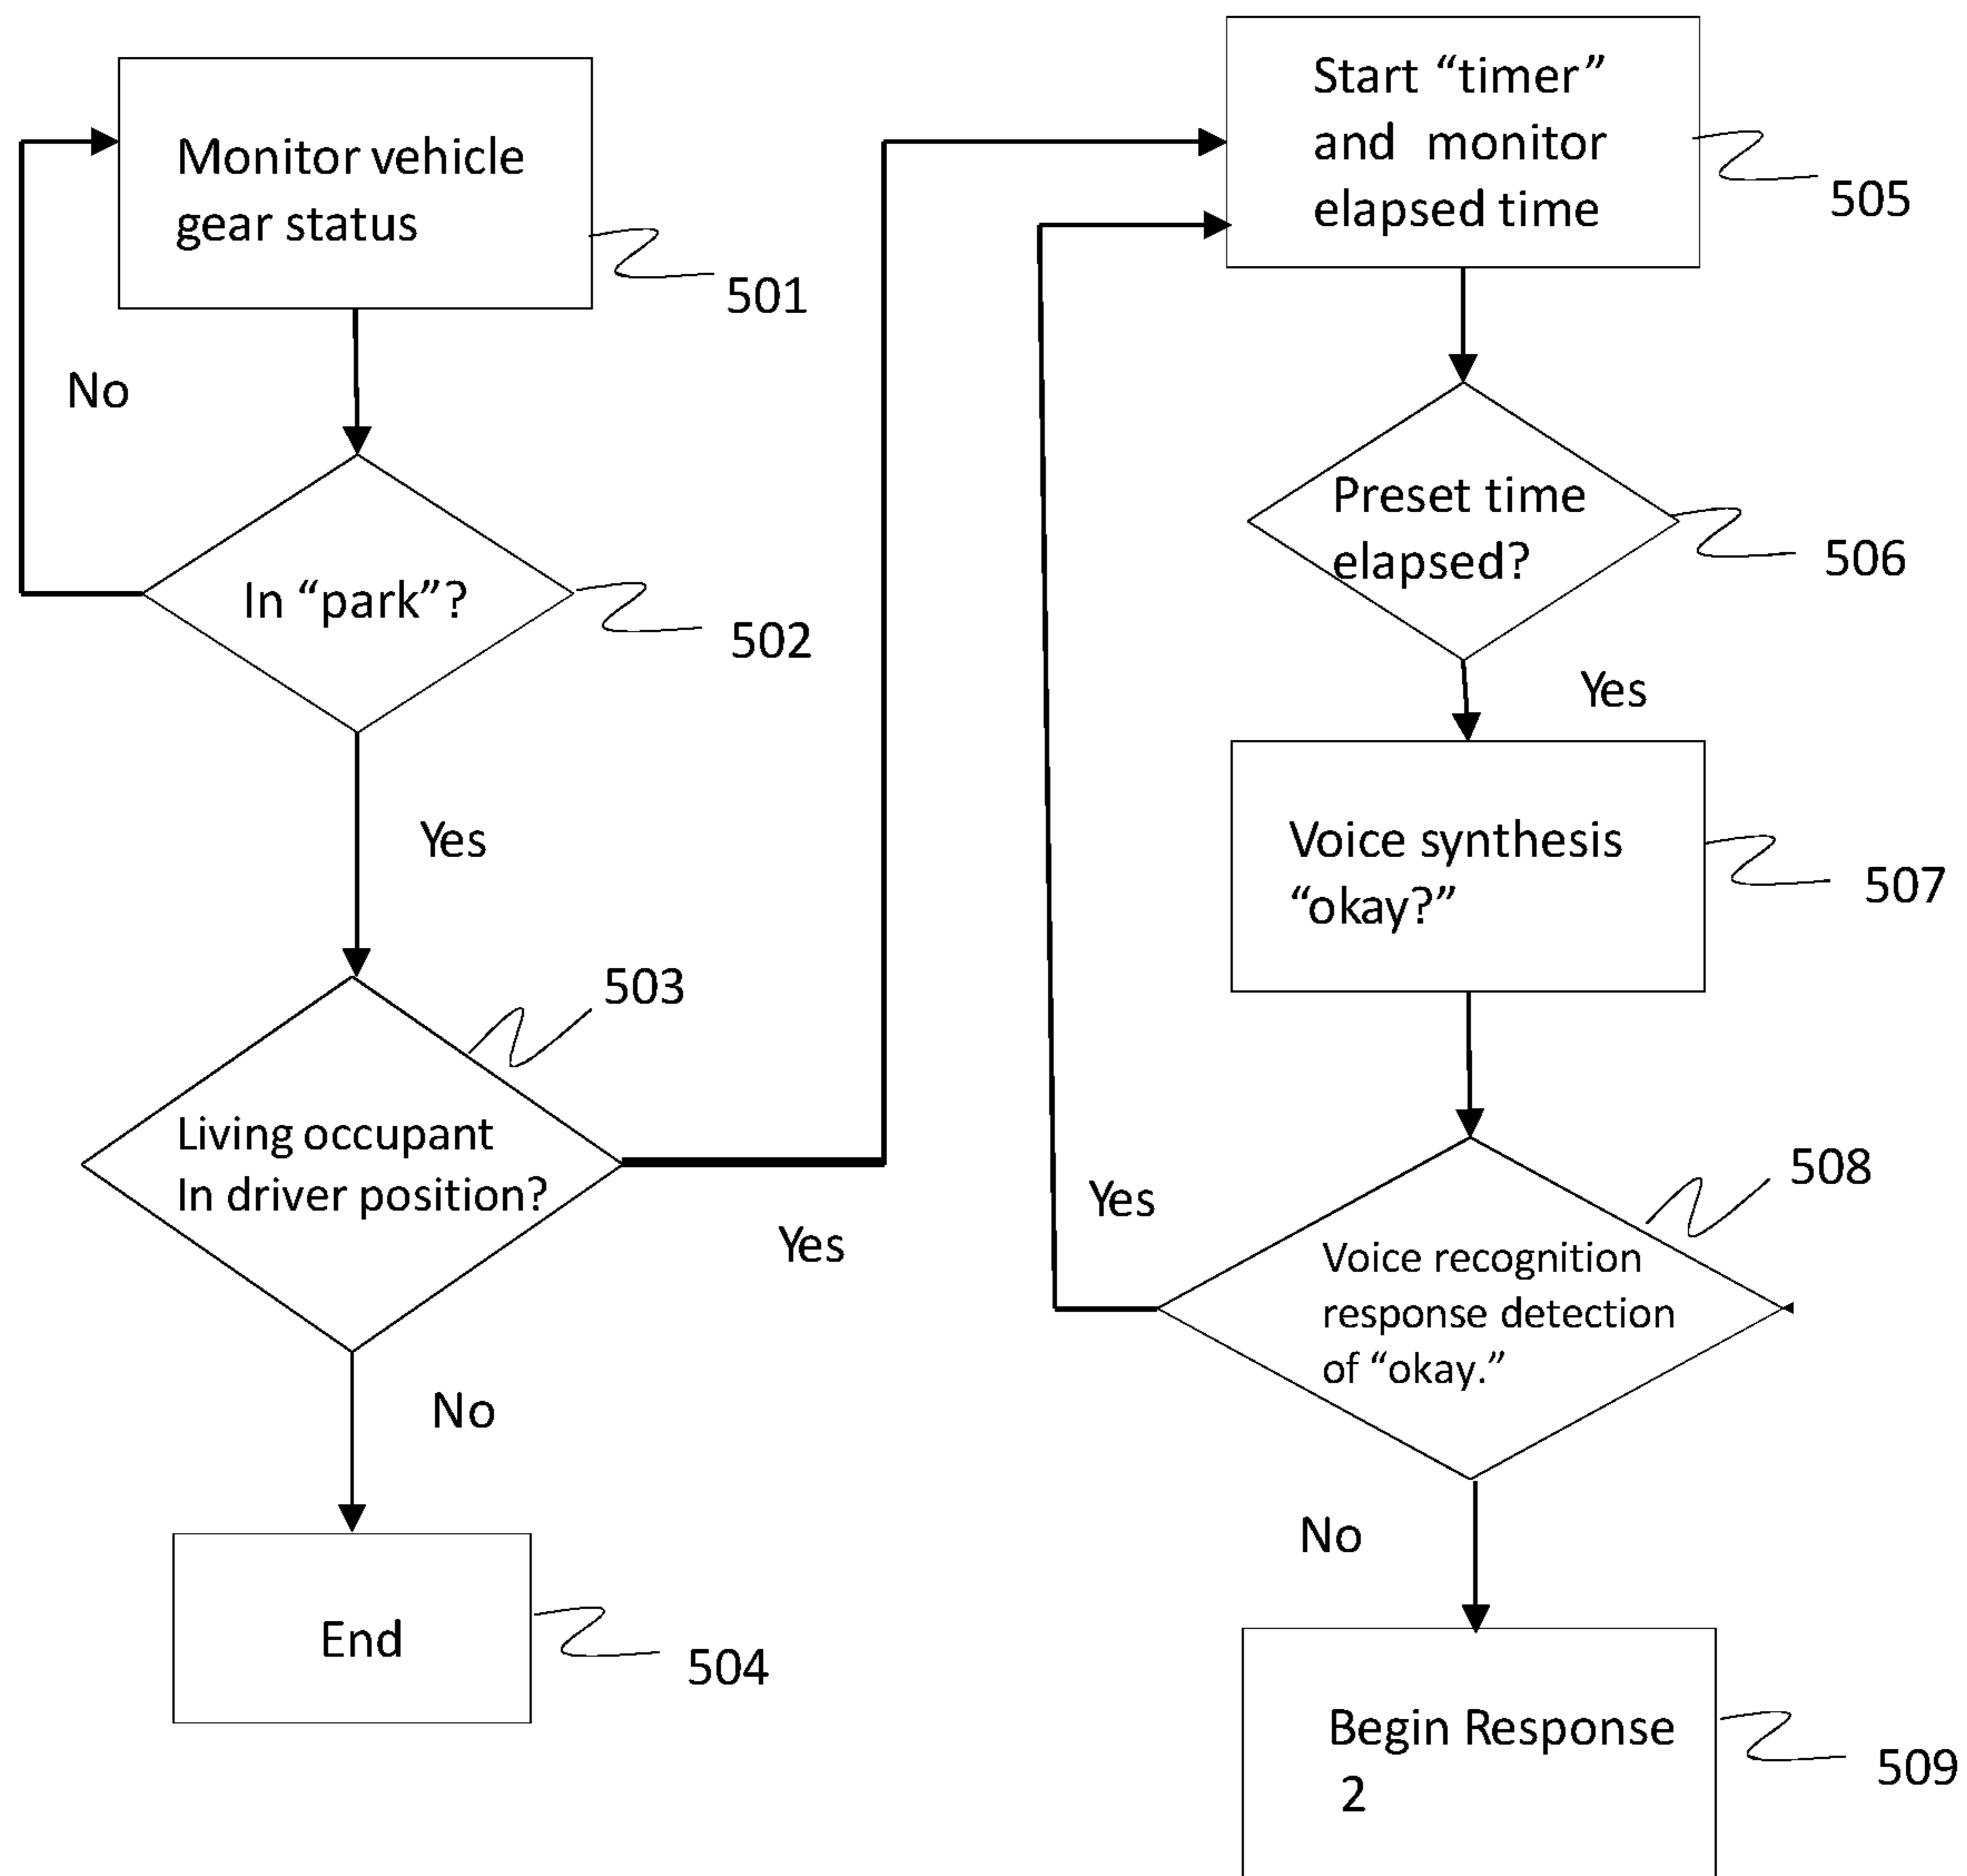 Monitor vehicle
gear status
501
No
In “park”?
502
Yes
503
Living occupant
In driver position?
Yes
No
End
504
Start “timer”
and monitor
elapsed time
505
Preset time
elapsed?
506
Yes
Voice synthesis
“okay?”
507
508
Yes
Voice recognition
response detection
of “okay.”
No
Begin Response
2
509